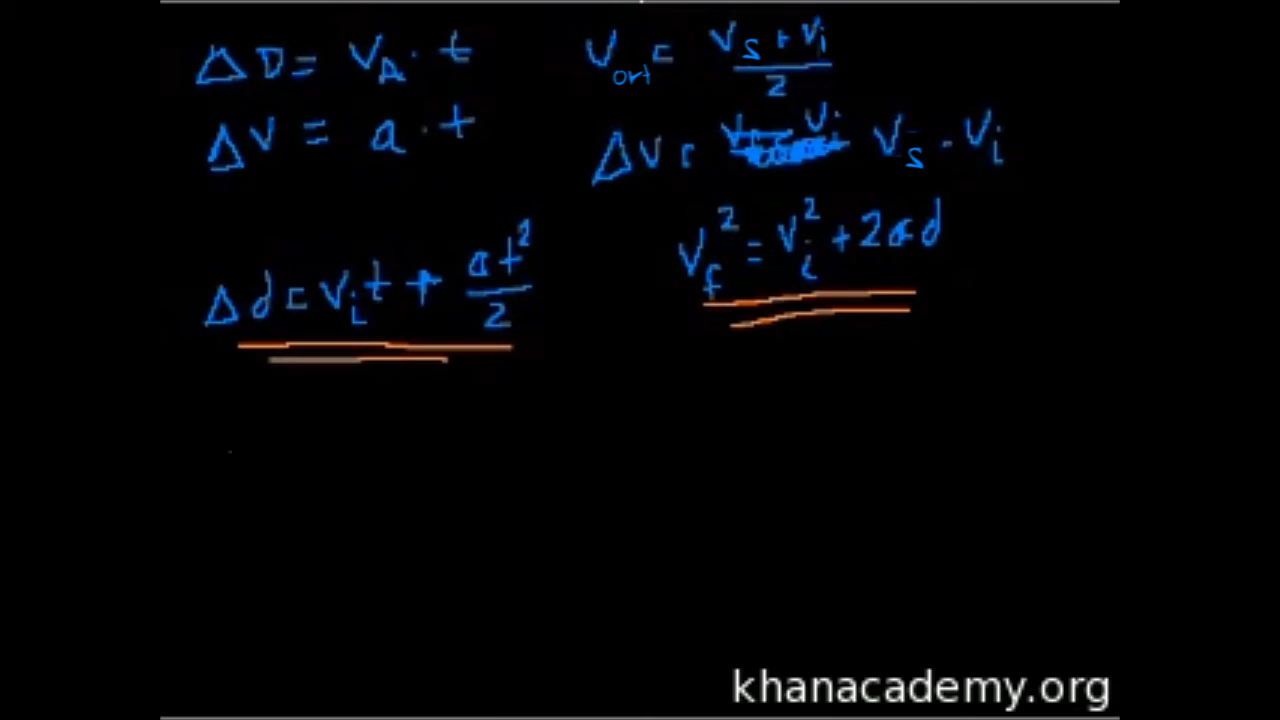 ΔD = V_A · t
V_ort = (V_s + V_i) / 2
ΔV = a · t
ΔV = V_s - V_i
Δd = V_i t + at² / 2
V_f² = V_i² + 2ad
khanacademy.org